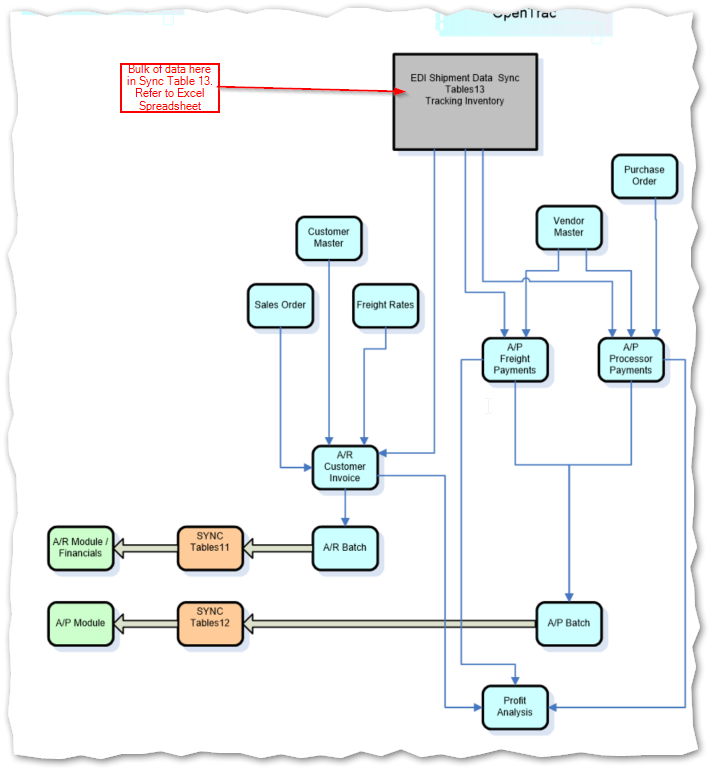 OpenTrac
Bulk of data here
in Sync Table 13.
Refer to Excel
Spreadsheet
EDI Shipment Data Sync
Tables13
Tracking Inventory
Purchase
Order
Vendor
Master
Customer
Master
Sales Order
Freight Rates
A/P
Freight
Payments
A/P
Processor
Payments
A/R
Customer
Invoice
A/R Module /
Financials
SYNC
Tables11
A/R Batch
A/P Module
SYNC
Tables12
A/P Batch
Profit
Analysis